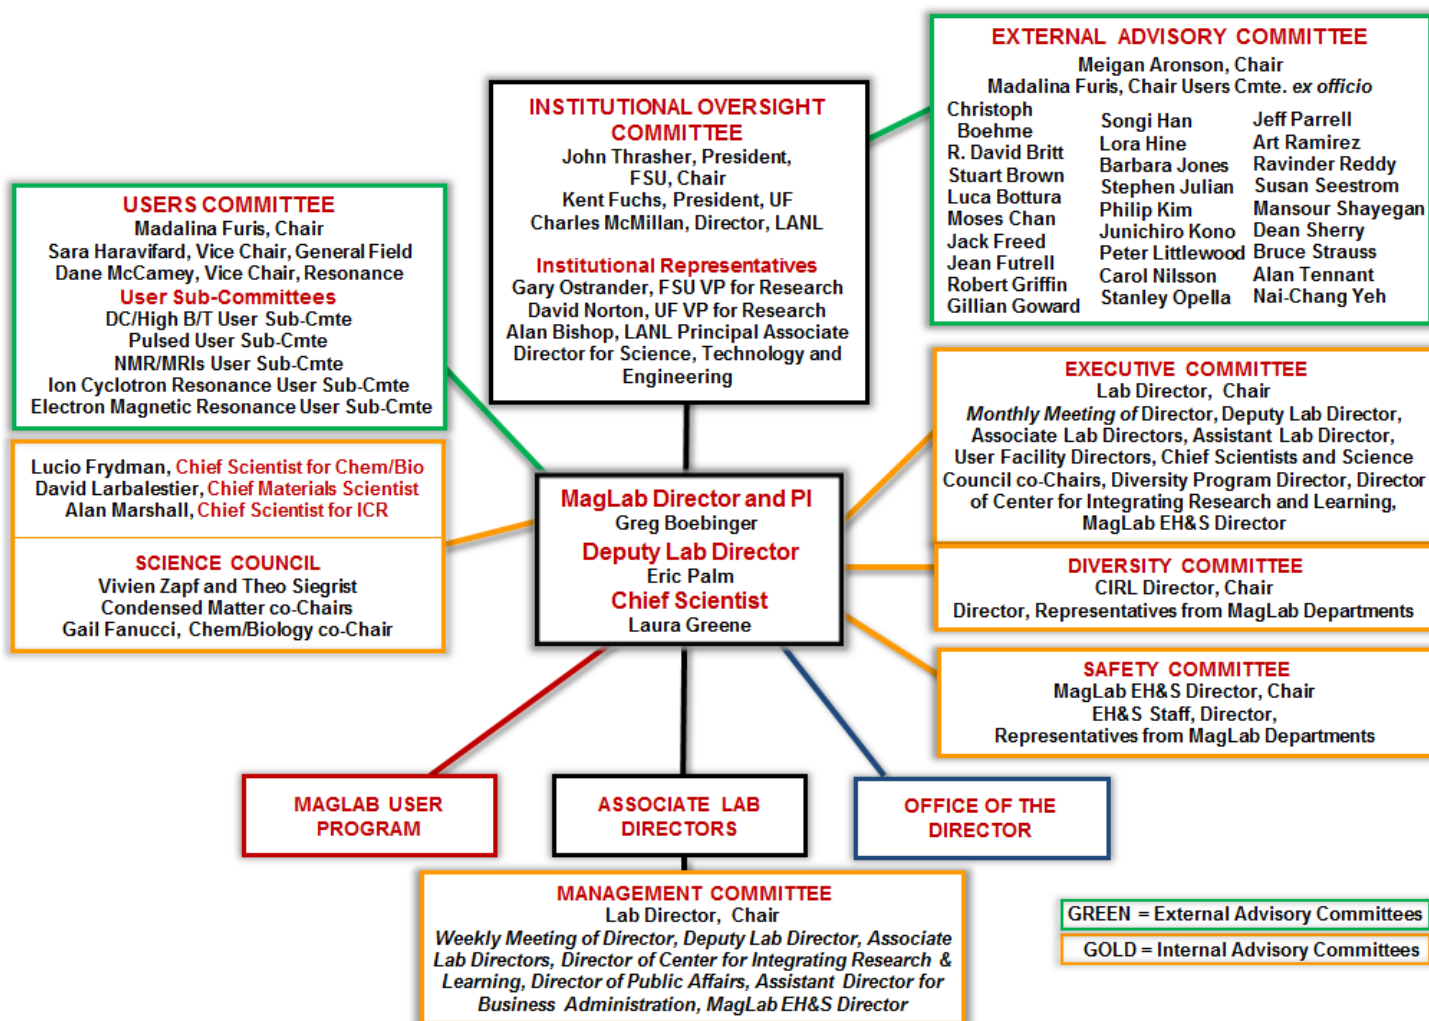 EXTERNAL ADVISORY COMMITTEE
Meigan Aronson, Chair
Madalina Furis, Chair Users Cmte. ex officio
Christoph
Boehme
R. David Britt
Stuart Brown
Luca Bottura
Moses Chan
Jack Freed
Jean Futrell
Robert Griffin
Gillian Goward
Songi Han
Lora Hine
Barbara Jones
Stephen Julian
Philip Kim
Junichiro Kono
Peter Littlewood
Carol Nilsson
Stanley Opella
Jeff Parrell
Art Ramirez
Ravinder Reddy
Susan Seestrom
Mansour Shayegan
Dean Sherry
Bruce Strauss
Alan Tennant
Nai-Chang Yeh
INSTITUTIONAL OVERSIGHT
COMMITTEE
John Thrasher, President,
FSU, Chair
Kent Fuchs, President, UF
Charles McMillan, Director, LANL
Institutional Representatives
Gary Ostrander, FSU VP for Research
David Norton, UF VP for Research
Alan Bishop, LANL Principal Associate
Director for Science, Technology and
Engineering
USERS COMMITTEE
Madalina Furis, Chair
Sara Haravifard, Vice Chair, General Field
Dane McCamey, Vice Chair, Resonance
User Sub-Committees
DC/High B/T User Sub-Cmte
Pulsed User Sub-Cmte
NMR/MRIs User Sub-Cmte
Ion Cyclotron Resonance User Sub-Cmte
Electron Magnetic Resonance User Sub-Cmte
Lucio Frydman, Chief Scientist for Chem/Bio
David Larbalestier, Chief Materials Scientist
Alan Marshall, Chief Scientist for ICR
SCIENCE COUNCIL
Vivien Zapf and Theo Siegrist
Condensed Matter co-Chairs
Gail Fanucci, Chem/Biology co-Chair
MagLab Director and PI
Greg Boebinger
Deputy Lab Director
Eric Palm
Chief Scientist
Laura Greene
EXECUTIVE COMMITTEE
Lab Director, Chair
Monthly Meeting of Director, Deputy Lab Director,
Associate Lab Directors, Assistant Lab Director,
User Facility Directors, Chief Scientists and Science
Council co-Chairs, Diversity Program Director, Director
of Center for Integrating Research and Learning,
MagLab EH&S Director
DIVERSITY COMMITTEE
CIRL Director, Chair
Director, Representatives from MagLab Departments
SAFETY COMMITTEE
MagLab EH&S Director, Chair
EH&S Staff, Director,
Representatives from MagLab Departments
MAGLAB USER
PROGRAM
ASSOCIATE LAB
DIRECTORS
OFFICE OF THE
DIRECTOR
MANAGEMENT COMMITTEE
Lab Director, Chair
Weekly Meeting of Director, Deputy Lab Director, Associate
Lab Directors, Director of Center for Integrating Research &
Learning, Director of Public Affairs, Assistant Director for
Business Administration, MagLab EH&S Director
GREEN = External Advisory Committees
GOLD = Internal Advisory Committees